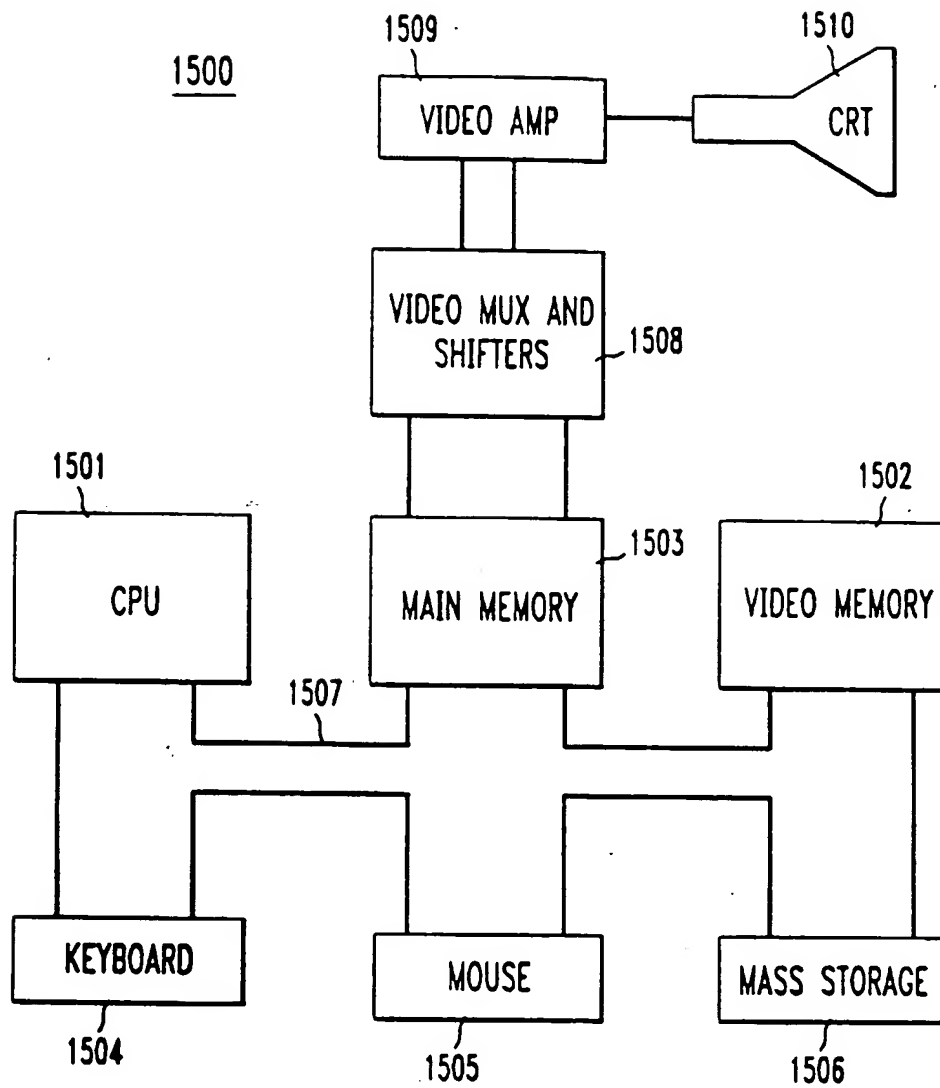 1509
1510
1500
VIDEO AMP
CRT
VIDEO MUX AND
SHIFTERS
1508
1501
1502
1503
CPU
MAIN MEMORY
VIDEO MEMORY
1507
KEYBOARD
MOUSE
MASS STORAGE
1504
1505
1506